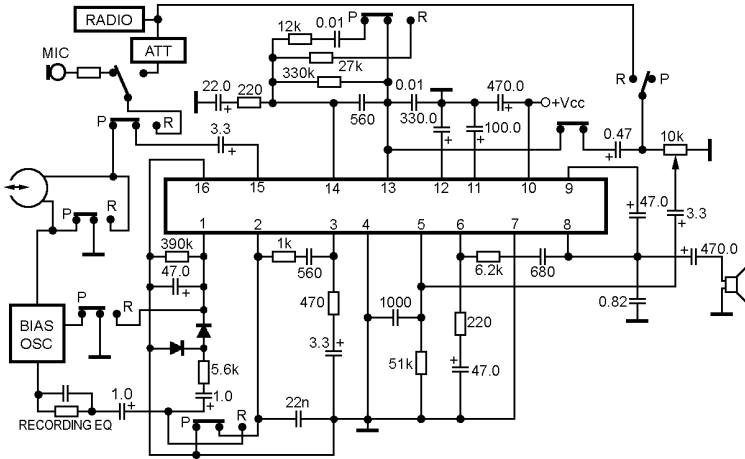 RADIO
ATT
MIC
12k
0.01
P
R
27k
330k
22.0
+
220
560
0.01
330.0
+
100.0
+
470.0
+
+Vcc
R
P
0.47
+
10k
P
R
3.3
+
16
15
14
13
12
11
10
9
1
2
3
4
5
6
7
8
47.0
+
3.3
+
470.0
+
0.82
P
R
390k
47.0
+
1k
560
470
3.3
+
1000
51k
6.2k
680
220
+
47.0
BIAS
OSC
P
R
5.6k
1.0
+
1.0
+
RECORDING EQ
P
R
22n